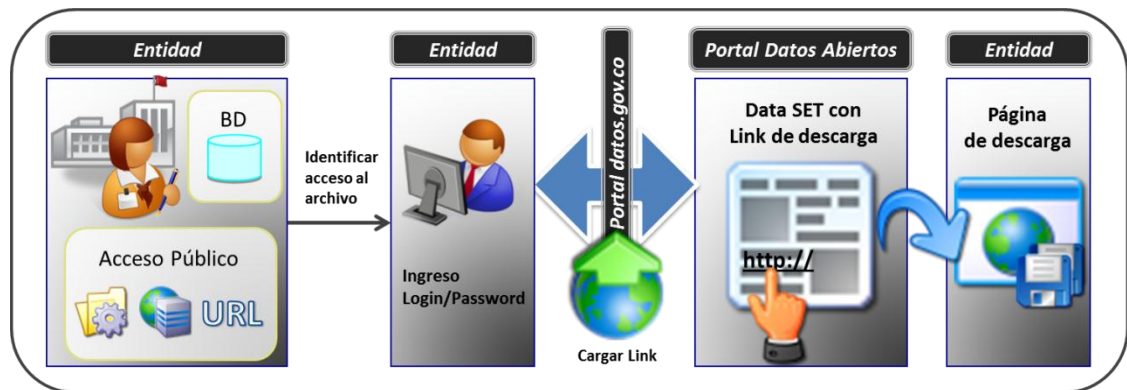 Entidad
BD
Acceso Público
URL
Identificar
acceso al
archivo
Entidad
Ingreso
Login/Password
Portal datos.gov.co
Cargar Link
Portal Datos Abiertos
Data SET con
Link de descarga
http://
Entidad
Página
de descarga